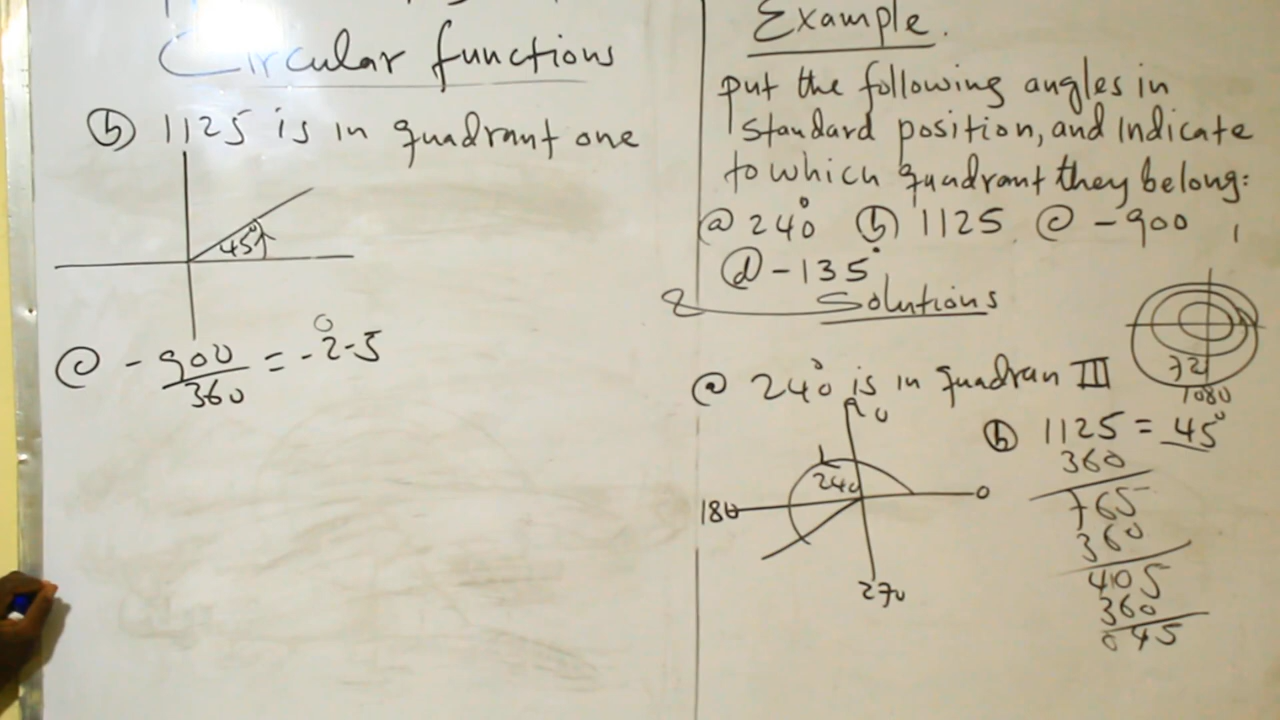 Circular functions
(b) 1125 is in quadrant one
45°
(c) -900/360 = -2.5
Example.
put the following angles in
standard position, and indicate
to which quadrant they belong:
(a) 240° (b) 1125 (c) -900
(d) -135°
Solutions
(a) 240° is in quadran III
90
240
180
0
270
72
1080
(b) 1125 = 45°
360
765
360
405
360
045